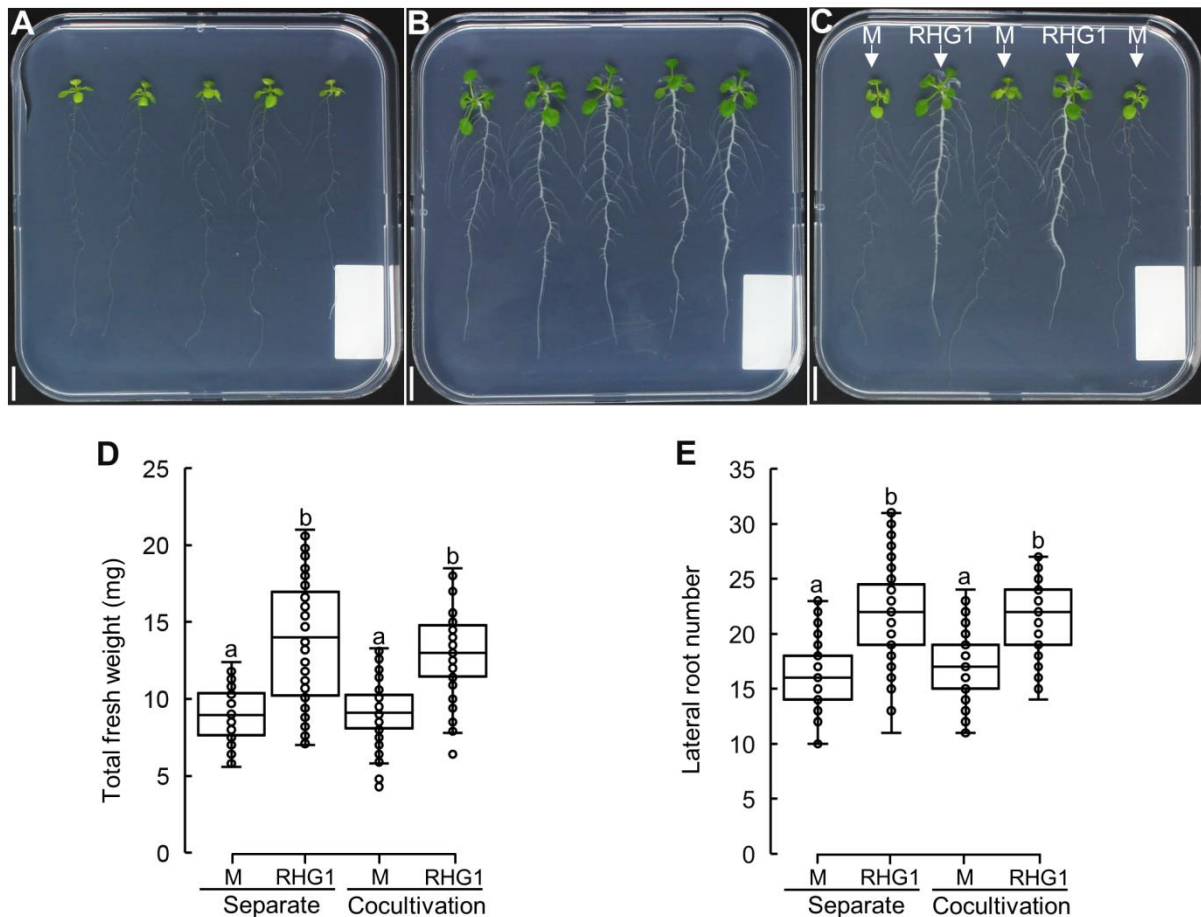 A
B
C
M RHG1 M RHG1 M
D
E
Total fresh weight (mg)
25
20
15
10
5
0
a
b
a
b
M RHG1 M RHG1
Separate Cocultivation
Lateral root number
35
30
25
20
15
10
5
0
a
b
a
b
M RHG1 M RHG1
Separate Cocultivation